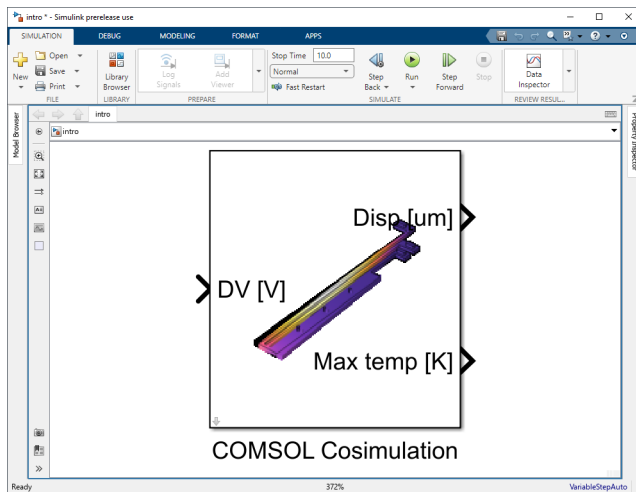 intro * - Simulink prerelease use
SIMULATION DEBUG MODELING FORMAT APPS
New
Open
Save
Print
FILE
Library
Browser
LIBRARY
Log
Signals
Add
Viewer
PREPARE
Stop Time 10.0
Normal
Fast Restart
Step
Back
Run
Step
Forward
Stop
SIMULATE
Data
Inspector
REVIEW RESUL...
Model Browser
intro
intro
Property Inspector
Disp [um]
DV [V]
Max temp [K]
COMSOL Cosimulation
Ready 372% VariableStepAuto